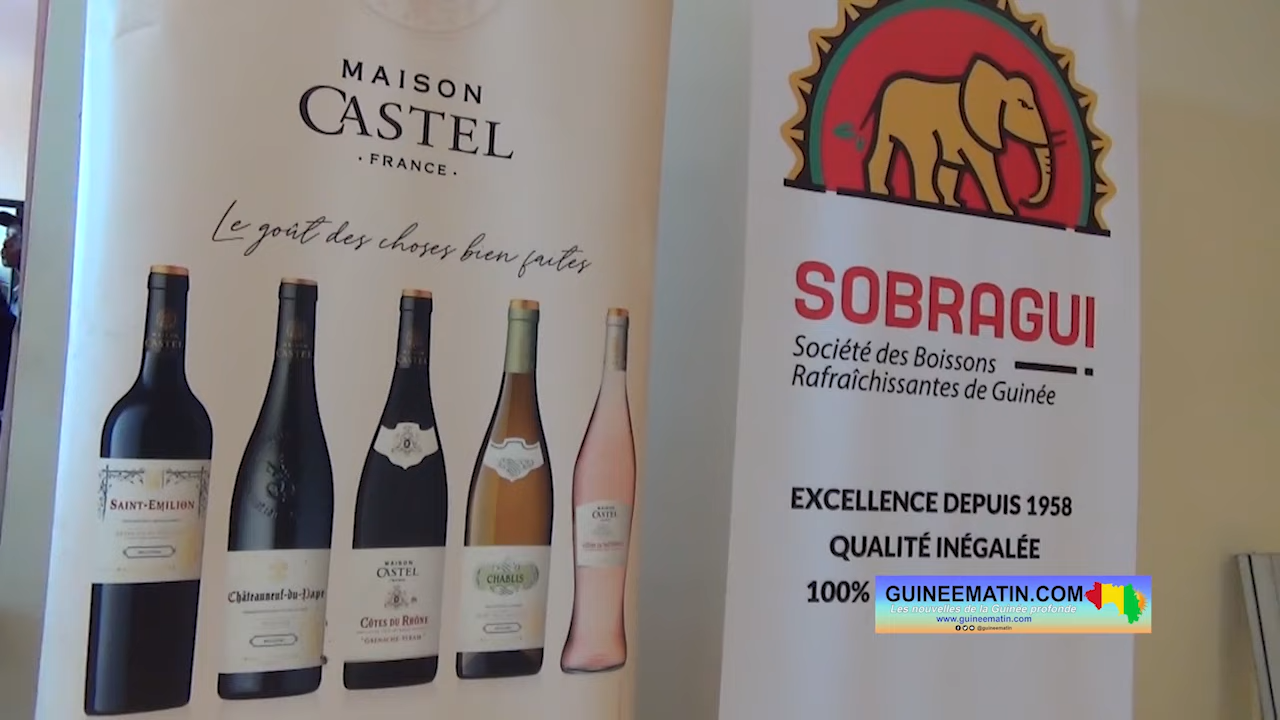 MAISON
CASTEL
· FRANCE ·
Le goût des choses bien faites
SAINT-EMILION
Châteauneuf-du-Pape
MAISON
CASTEL
CÔTES DU RHÔNE
GRENACHE-SYRAH
CHABLIS
MAISON
CASTEL
SOBRAGUI
Société des Boissons
Rafraîchissantes de Guinée
EXCELLENCE DEPUIS 1958
QUALITÉ INÉGALÉE
100%
GUINEEMATIN.COM
Les nouvelles de la Guinée profonde
www.guineematin.com
@guineematin